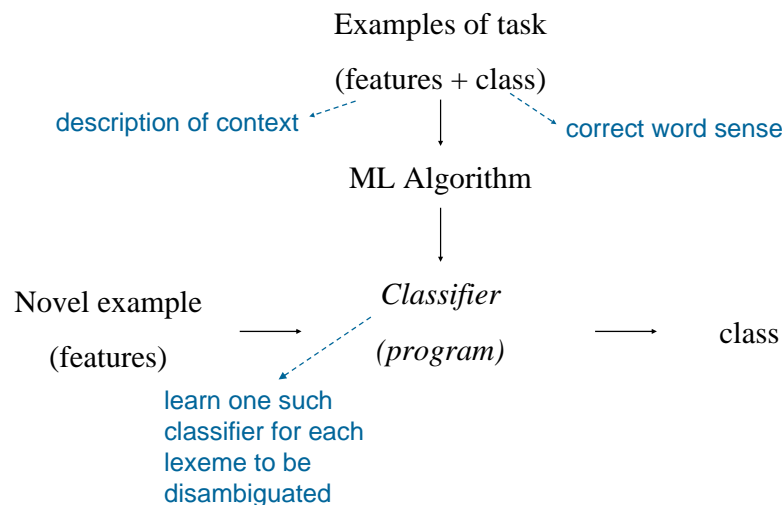 Examples of task
(features + class)
description of context
correct word sense
ML Algorithm
Novel example
(features)
Classifier
(program)
class
learn one such
classifier for each
lexeme to be
disambiguated